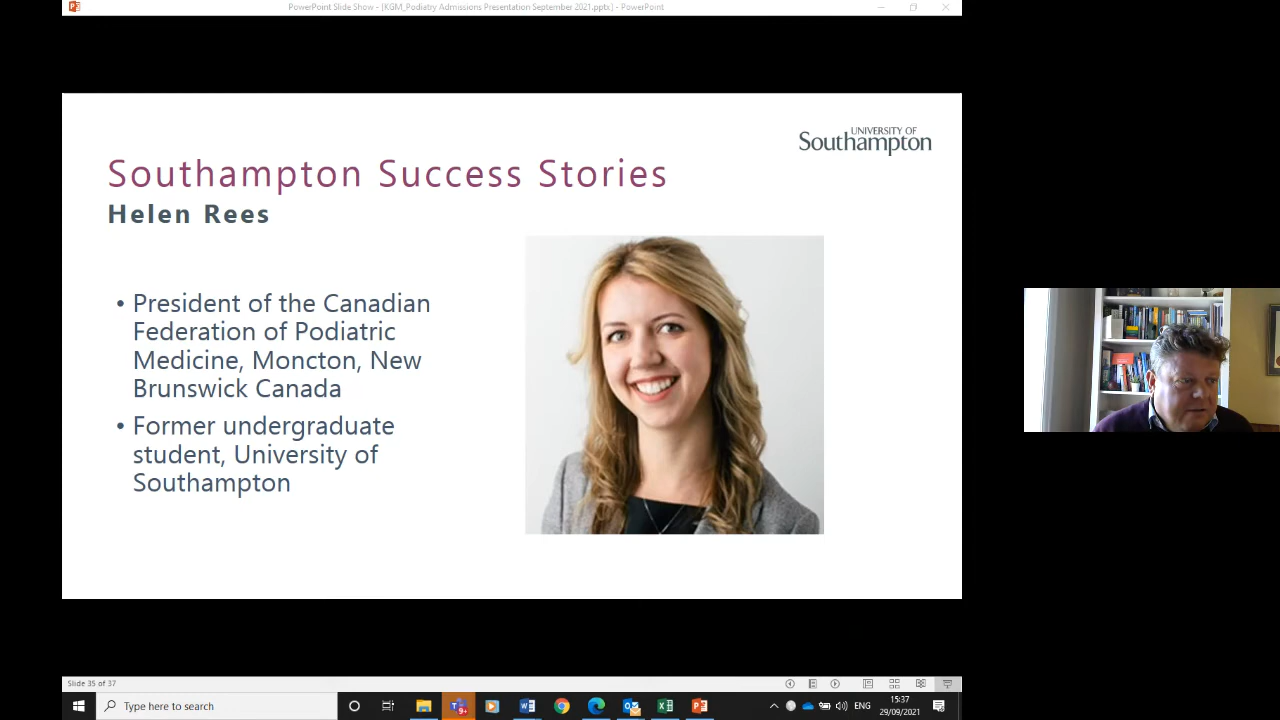 PowerPoint Slide Show - [KGM_Podiatry Admissions Presentation September 2021.pptx] - PowerPoint
UNIVERSITY OF
Southampton
Southampton Success Stories
Helen Rees
• President of the Canadian
Federation of Podiatric
Medicine, Moncton, New
Brunswick Canada
• Former undergraduate
student, University of
Southampton
Slide 35 of 37
Type here to search
9+
ENG
15:37
29/09/2021